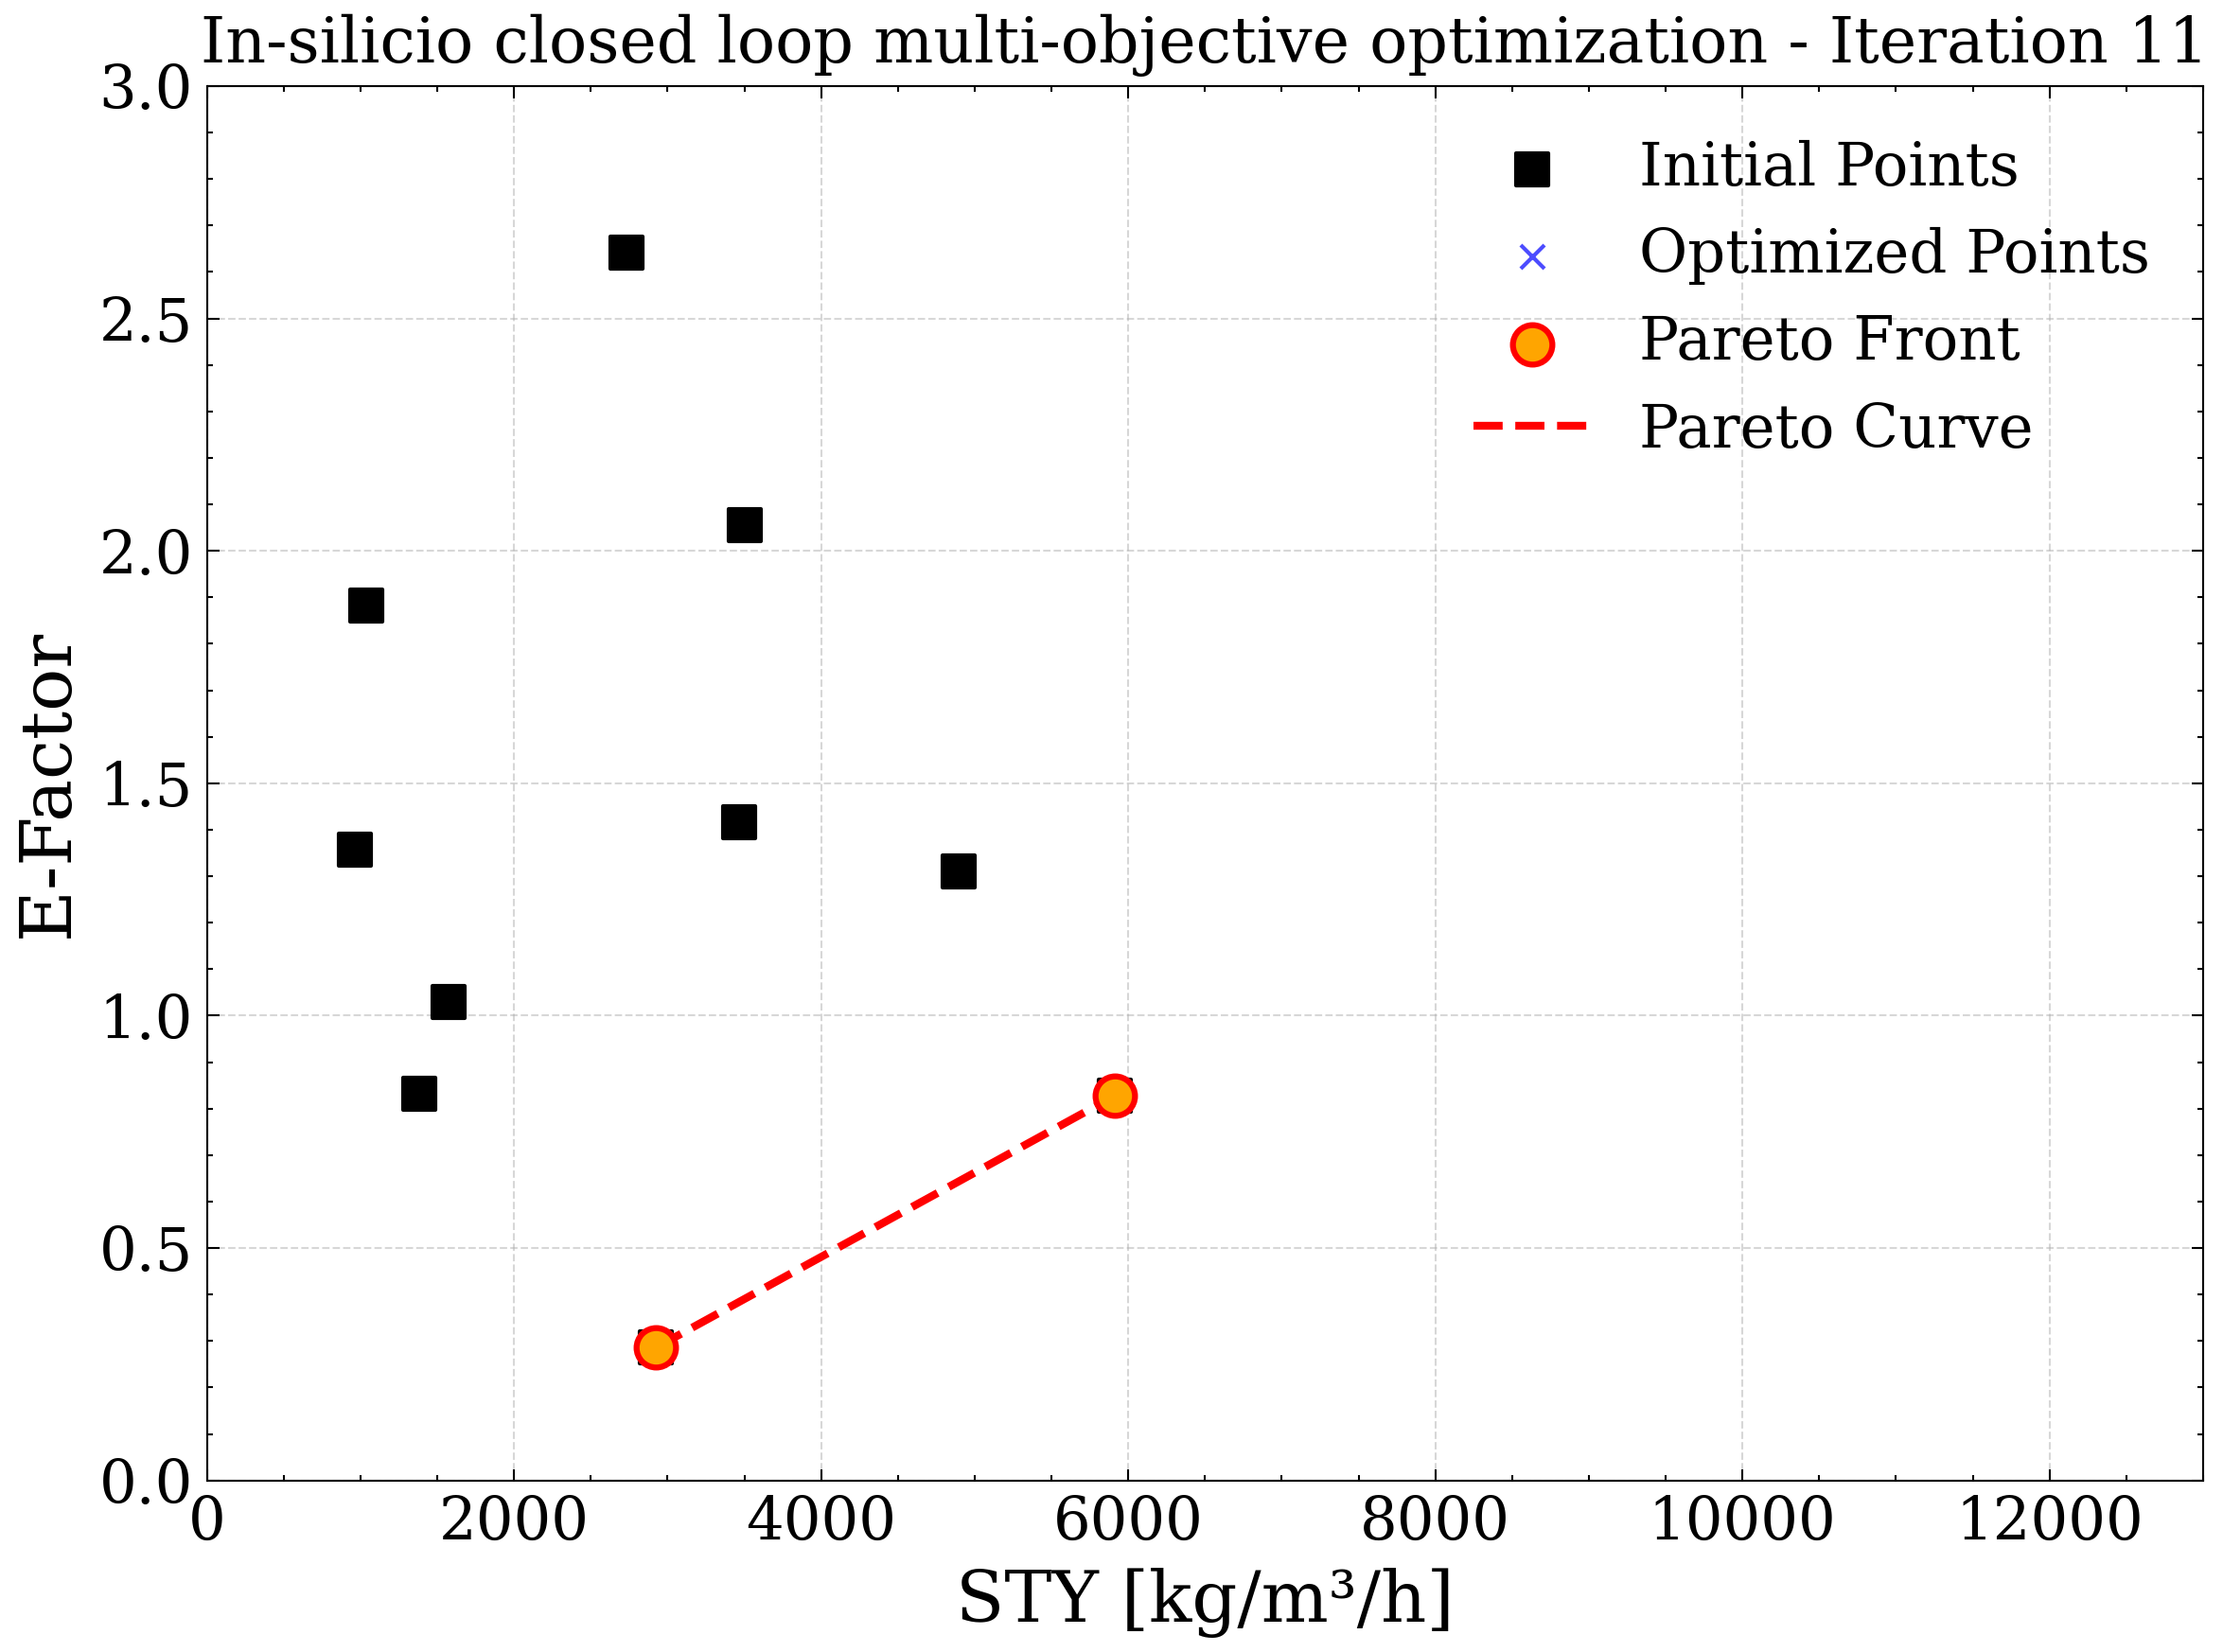 In-silicio closed loop multi-objective optimization - Iteration 11
3.0
2.5
2.0
1.5
1.0
0.5
0.0
E-Factor
Initial Points
Optimized Points
Pareto Front
Pareto Curve
0 2000 4000 6000 8000 10000 12000
STY [kg/m³/h]